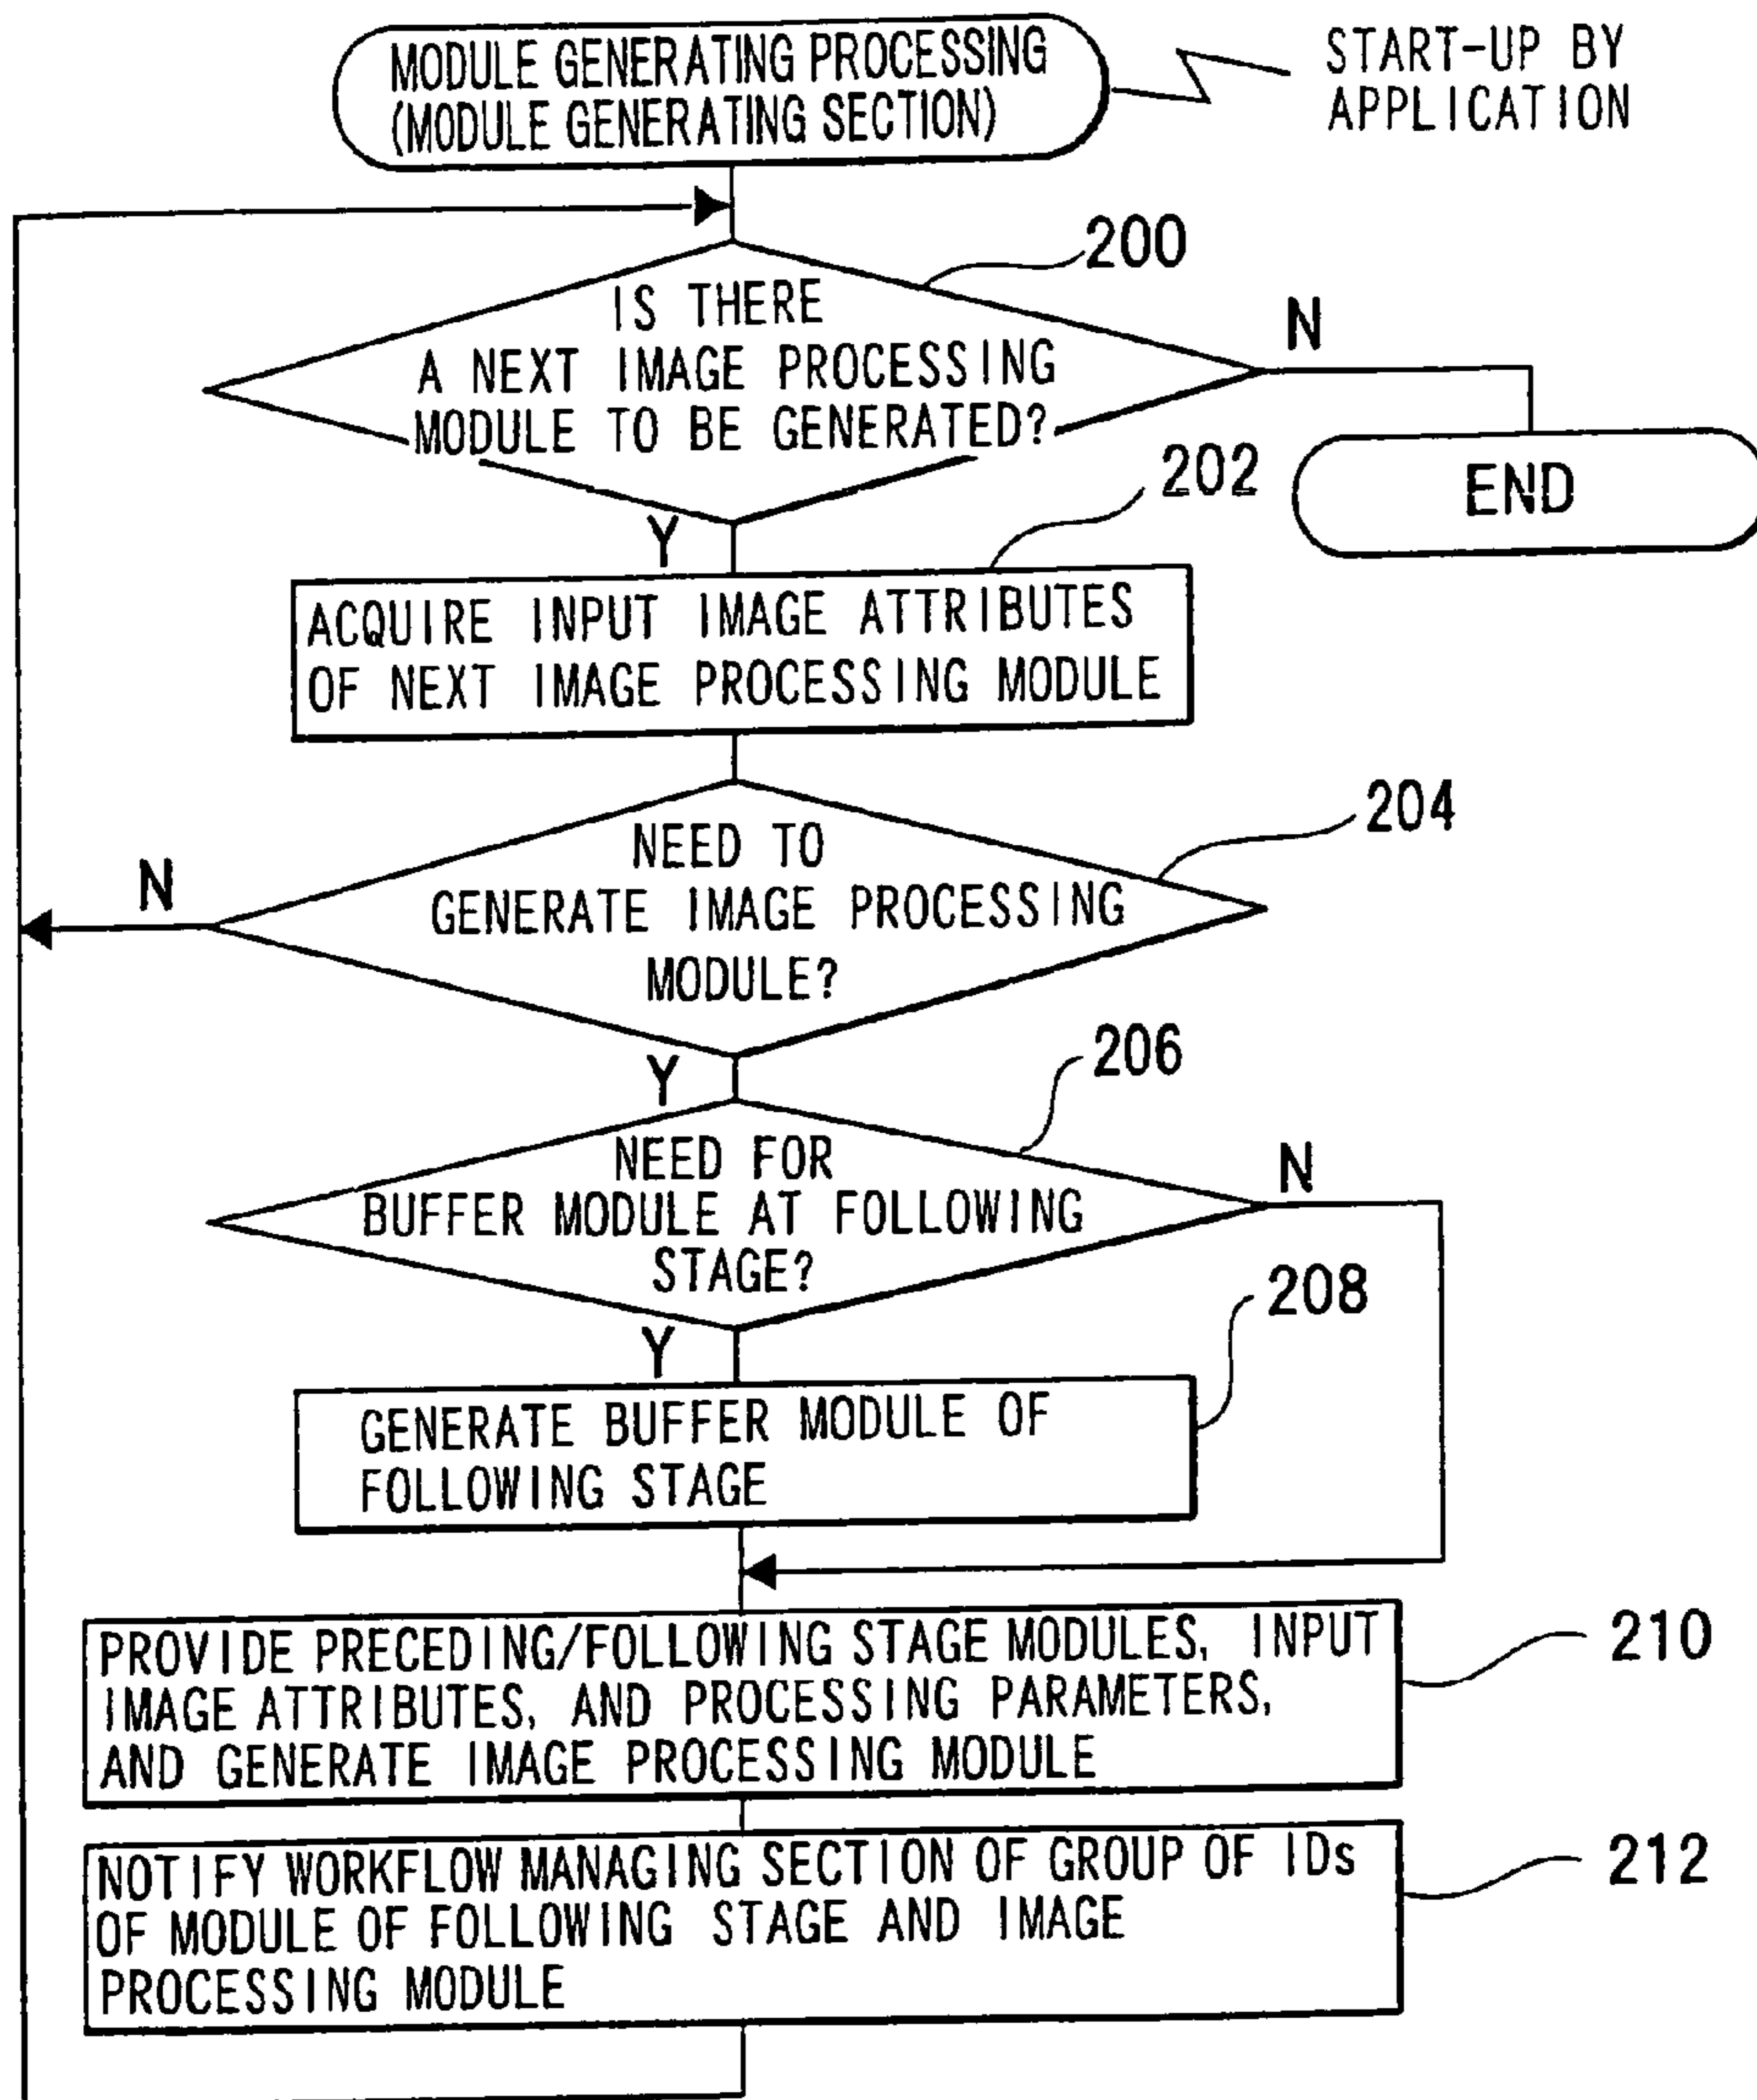 MODULE GENERATING PROCESSING
(MODULE GENERATING SECTION)
START-UP BY
APPLICATION
200
IS THERE
A NEXT IMAGE PROCESSING
MODULE TO BE GENERATED?
N
END
Y
202
ACQUIRE INPUT IMAGE ATTRIBUTES
OF NEXT IMAGE PROCESSING MODULE
204
NEED TO
GENERATE IMAGE PROCESSING
MODULE?
N
Y
206
NEED FOR
BUFFER MODULE AT FOLLOWING
STAGE?
N
Y
208
GENERATE BUFFER MODULE OF
FOLLOWING STAGE
PROVIDE PRECEDING/FOLLOWING STAGE MODULES, INPUT
IMAGE ATTRIBUTES, AND PROCESSING PARAMETERS,
AND GENERATE IMAGE PROCESSING MODULE
210
NOTIFY WORKFLOW MANAGING SECTION OF GROUP OF IDs
OF MODULE OF FOLLOWING STAGE AND IMAGE
PROCESSING MODULE
212